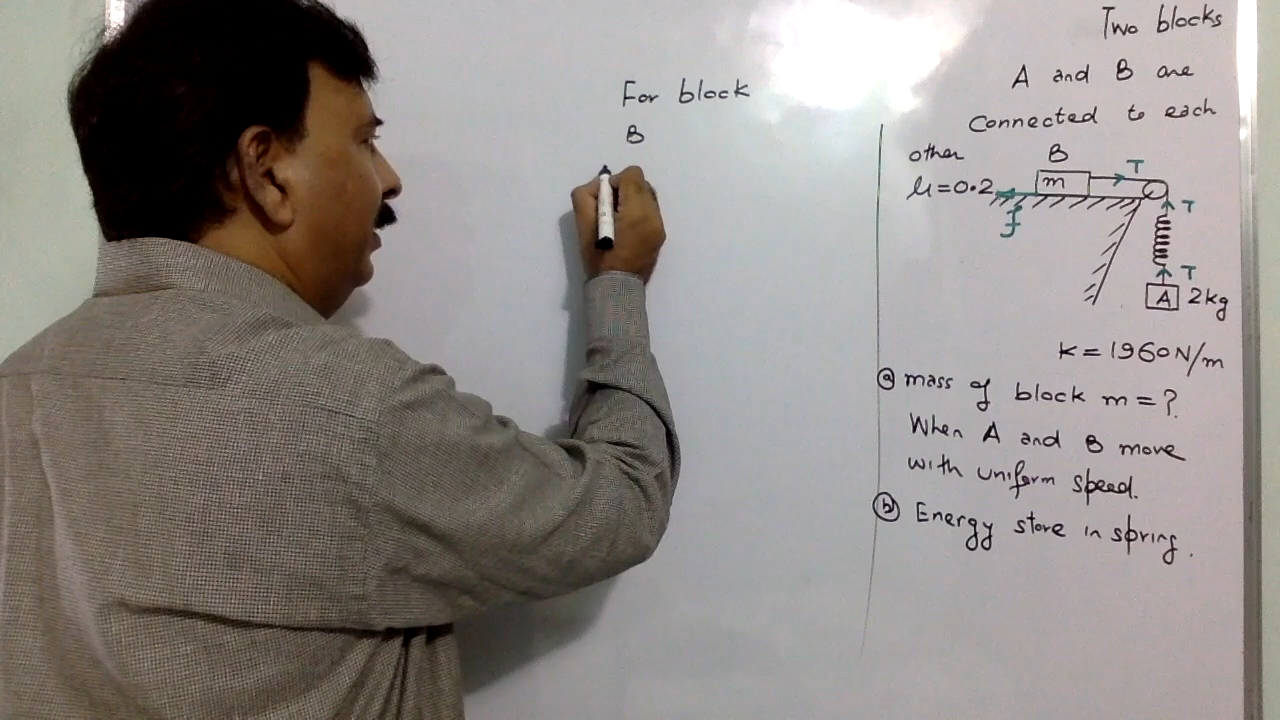 For block
B
Two blocks
A and B are
Connected to each
other
B
T
μ=0.2
m
f
T
T
A 2kg
K=1960N/m
(a) mass of block m=?
When A and B move
with uniform speed.
(b) Energy store in spring.